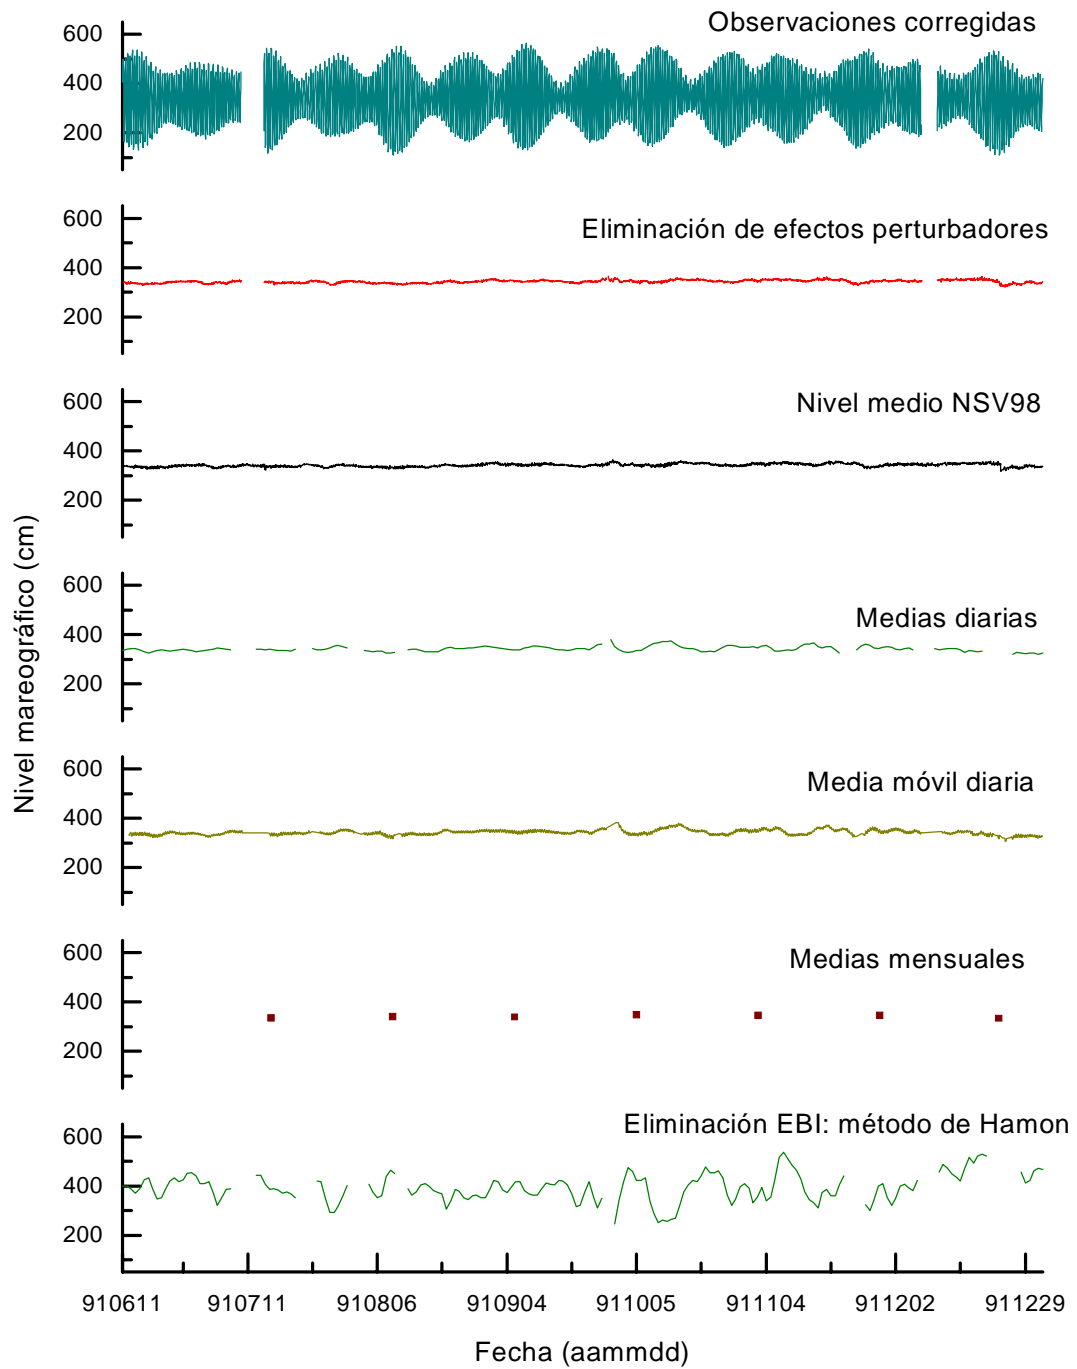 Observaciones corregidas
600
400
200
Eliminación de efectos perturbadores
600
400
200
Nivel medio NSV98
600
400
200
Medias diarias
600
400
200
Media móvil diaria
600
400
200
Medias mensuales
600
400
200
Eliminación EBI: método de Hamon
600
400
200
Nivel mareográfico (cm)
910611 910711 910806 910904 911005 911104 911202 911229
Fecha (aammdd)